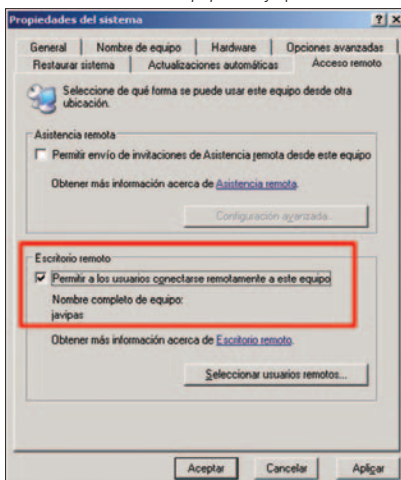 Propiedades del sistema
General Nombre de equipo Hardware Opciones avanzadas
Restaurar sistema Actualizaciones automáticas Acceso remoto
Seleccione de qué forma se puede usar este equipo desde otra
ubicación.
Asistencia remota
Permitir envío de invitaciones de Asistencia remota desde este equipo
Obtener más información acerca de Asistencia remota.
Configuración avanzada...
Escritorio remoto
Permitir a los usuarios conectarse remotamente a este equipo
Nombre completo de equipo:
javipas
Obtener más información acerca de Escritorio remoto.
Seleccionar usuarios remotos...
Aceptar Cancelar Aplicar